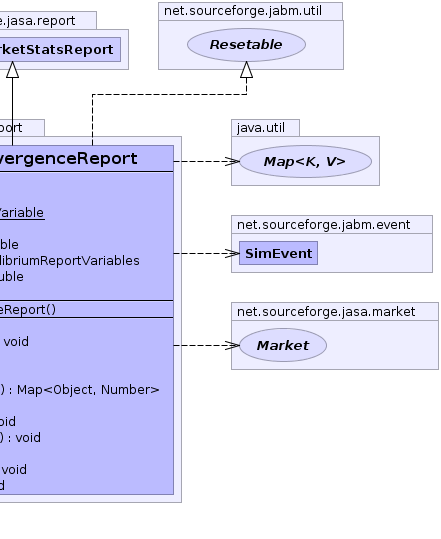 net.sourceforge.jabm.util
e.jasa.report
Resetable
rketStatsReport
port
java.util
vergenceReport
Map<K, V>
Variable
net.sourceforge.jabm.event
ble
SimEvent
libriumReportVariables
uble
eReport()
net.sourceforge.jasa.market
void
Market
) : Map<Object, Number>
oid
) : void
void
d